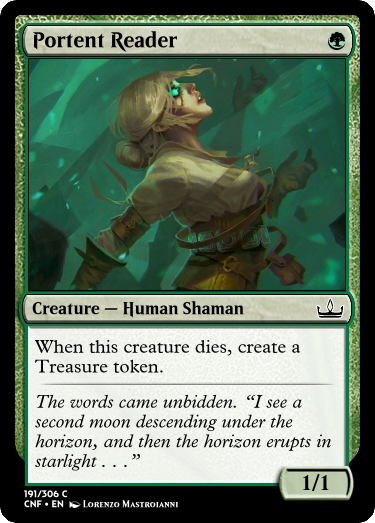 Portent Reader
Creature — Human Shaman
When this creature dies, create a
Treasure token.
The words came unbidden. “I see a
second moon descending under the
horizon, and then the horizon erupts in
starlight . . .”
1/1
191/306 C
CNF • EN Lorenzo Mastroianni